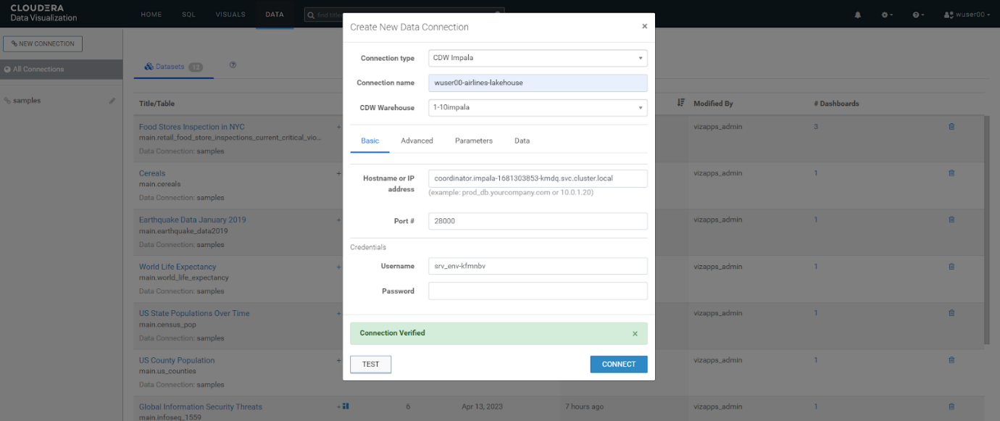 CLOUDERA
Data Visualization
HOME SQL VISUALS DATA
find title
wuser00
NEW CONNECTION
All Connections
samples
Datasets 12
Title/Table
Modified By
# Dashboards
Food Stores Inspection in NYC
main.retail_food_store_inspections_current_critical_vio...
Data Connection: samples
vizapps_admin
3
Cereals
main.cereals
Data Connection: samples
vizapps_admin
1
Earthquake Data January 2019
main.earthquake_data2019
Data Connection: samples
vizapps_admin
1
World Life Expectancy
main.world_life_expectancy
Data Connection: samples
vizapps_admin
1
US State Populations Over Time
main.census_pop
Data Connection: samples
vizapps_admin
1
US County Population
main.us_counties
Data Connection: samples
vizapps_admin
1
Global Information Security Threats
main.infoseq_1559
6
Apr 13, 2023
7 hours ago
vizapps_admin
1
Create New Data Connection
Connection type CDW Impala
Connection name wuser00-airlines-lakehouse
CDW Warehouse 1-10impala
Basic Advanced Parameters Data
Hostname or IP address coordinator.impala-1681303853-kmdq.svc.cluster.local
(example: prod_db.yourcompany.com or 10.0.1.20)
Port # 28000
Credentials
Username srv_env-kfmnbv
Password
Connection Verified
TEST CONNECT